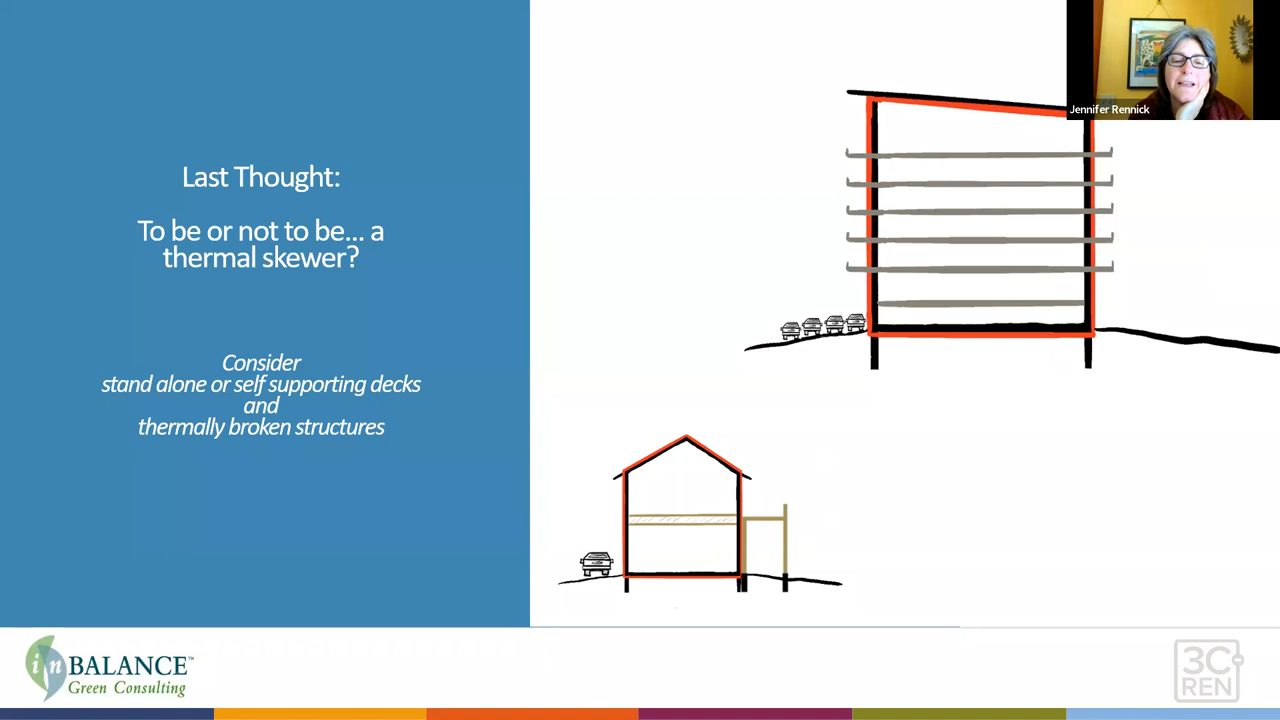 Jennifer Rennick
Last Thought:
To be or not to be... a
thermal skewer?
Consider
stand alone or self supporting decks
and
thermally broken structures
in BALANCE™
Green Consulting
3C
REN